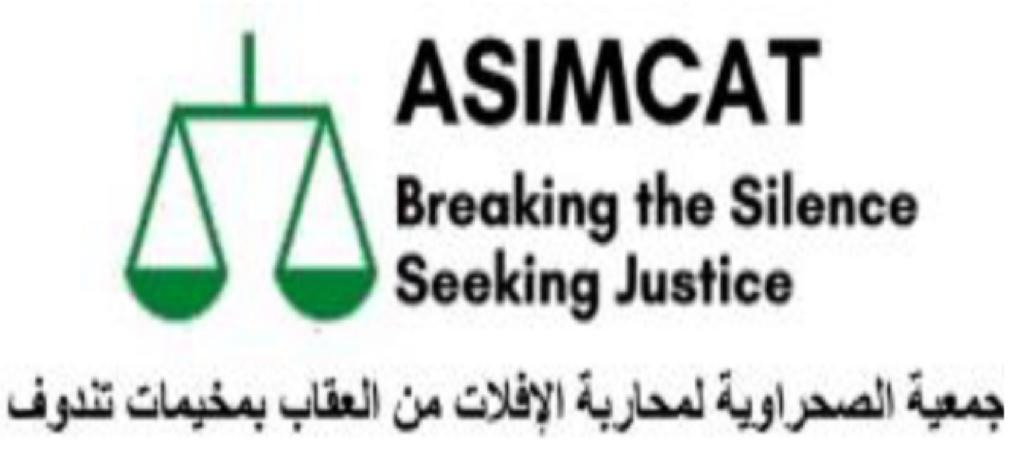 ASIMCAT
Breaking the Silence
Seeking Justice
جمعية الصحراوية لمحاربة الإفلات من العقاب بمخيمات تندوف